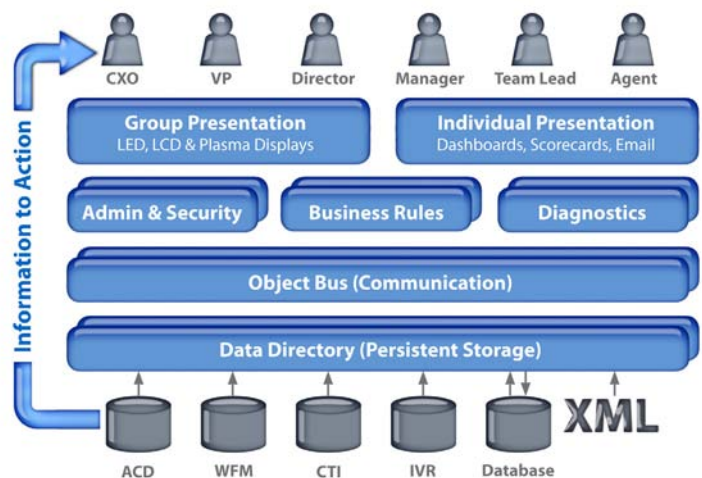 CXO
VP
Director
Manager
Team Lead
Agent
Group Presentation
LED, LCD & Plasma Displays
Individual Presentation
Dashboards, Scorecards, Email
Admin & Security
Business Rules
Diagnostics
Object Bus (Communication)
Data Directory (Persistent Storage)
Information to Action
XML
ACD
WFM
CTI
IVR
Database